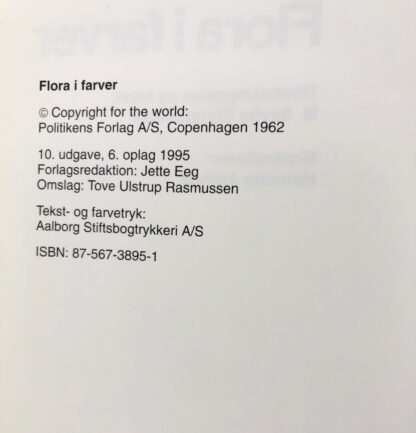 Flora i farver
© Copyright for the world:
Politikens Forlag A/S, Copenhagen 1962
10. udgave, 6. oplag 1995
Forlagsredaktion: Jette Eeg
Omslag: Tove Ulstrup Rasmussen
Tekst- og farvetryk:
Aalborg Stiftsbogtrykkeri A/S
ISBN: 87-567-3895-1